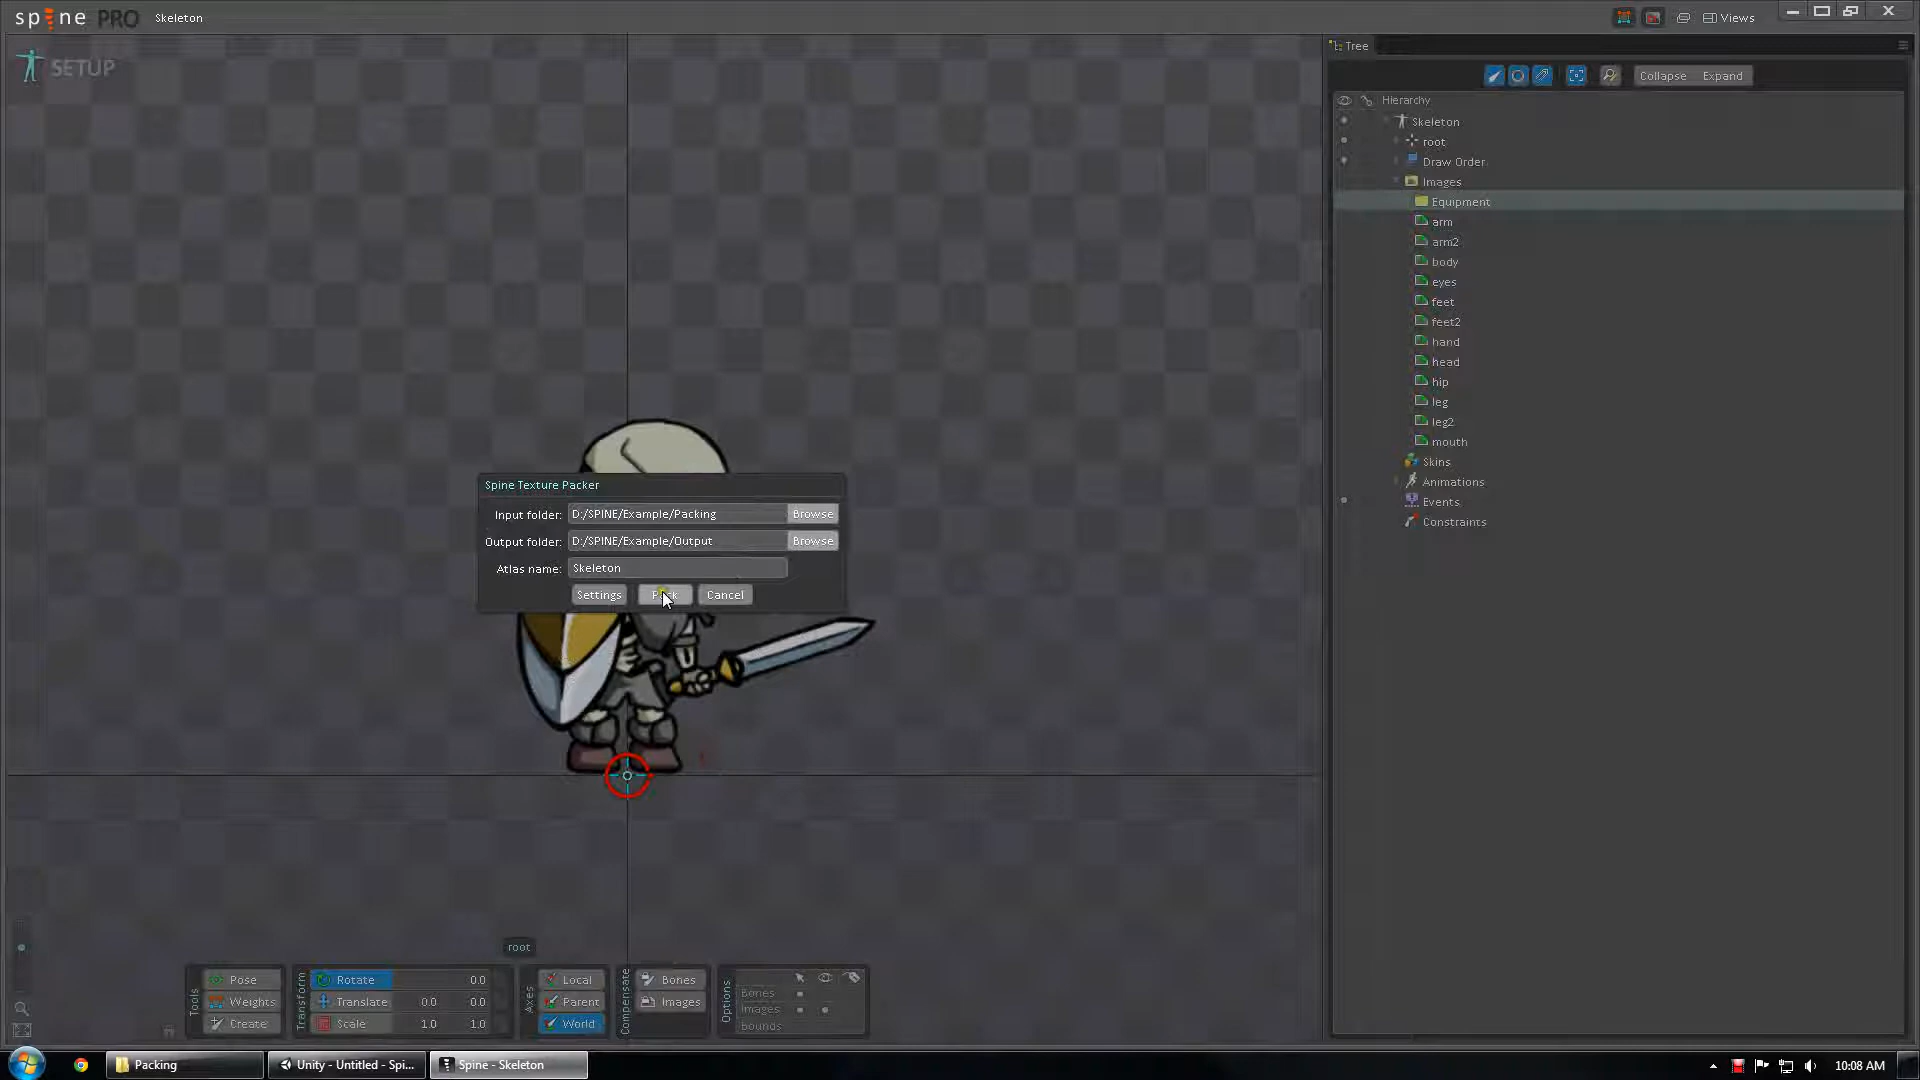 spine PRO Skeleton
Views
SETUP
Tree
Collapse Expand
Hierarchy
Skeleton
root
Draw Order
Images
Equipment
arm
arm2
body
eyes
feet
feet2
hand
head
hip
leg
leg2
mouth
Skins
Animations
Events
Constraints
Spine Texture Packer
Input folder: D:/SPINE/Example/Packing Browse
Output folder: D:/SPINE/Example/Output Browse
Atlas name: Skeleton
Settings Pack Cancel
root
Tools
Pose
Weights
Create
Transform
Rotate 0.0
Translate 0.0 0.0
Scale 1.0 1.0
Axes
Local
Parent
World
Compensate
Bones
Images
Options
Bones
Images
Bounds
Packing
Unity - Untitled - Spi...
Spine - Skeleton
10:08 AM